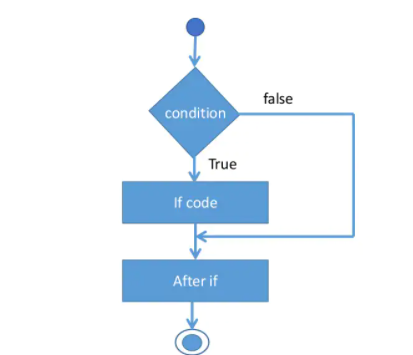 condition
false
True
If code
After if